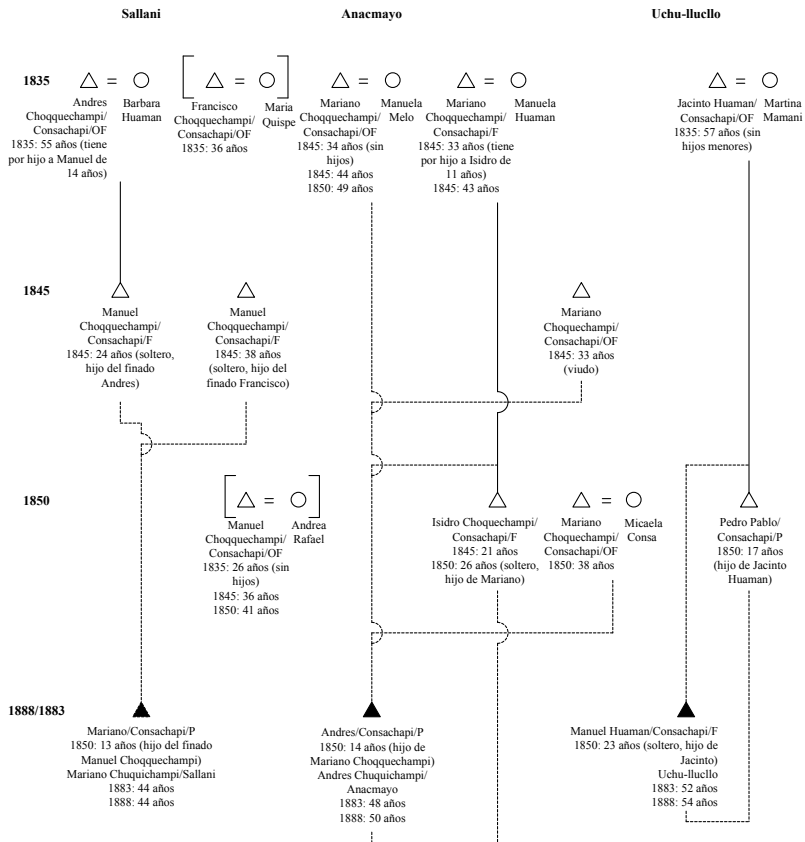 Sallani
Anacmayo
Uchu-llucllo
1835
=
Andres
Choqquechampi/
Consachapi/OF
1835: 55 años (tiene
por hijo a Manuel de
14 años)
Barbara
Huaman
=
Francisco
Choqquechampi/
Consachapi/OF
1835: 36 años
Maria
Quispe
=
Mariano
Choqquechampi/
Consachapi/OF
1845: 34 años (sin
hijos)
1845: 44 años
1850: 49 años
Manuela
Melo
=
Mariano
Choqquechampi/
Consachapi/F
1845: 33 años (tiene
por hijo a Isidro de
11 años)
1845: 43 años
Manuela
Huaman
=
Jacinto Huaman/
Consachapi/OF
1835: 57 años (sin
hijos menores)
Martina
Mamani
1845
Manuel
Choqquechampi/
Consachapi/F
1845: 24 años (soltero,
hijo del finado
Andres)
Manuel
Choqquechampi/
Consachapi/F
1845: 38 años
(soltero, hijo del
finado Francisco)
Mariano
Choquechampi/
Consachapi/OF
1845: 33 años
(viudo)
1850
=
Manuel
Choqquechampi/
Consachapi/OF
1835: 26 años (sin
hijos)
1845: 36 años
1850: 41 años
Andrea
Rafael
Isidro Choquechampi/
Consachapi/F
1845: 21 años
1850: 26 años (soltero,
hijo de Mariano)
=
Mariano
Choquechampi/
Consachapi/OF
1850: 38 años
Micaela
Consa
Pedro Pablo/
Consachapi/P
1850: 17 años
(hijo de Jacinto
Huaman)
1888/1883
Mariano/Consachapi/P
1850: 13 años (hijo del finado
Manuel Choqquechampi)
Mariano Chuquichampi/Sallani
1883: 44 años
1888: 44 años
Andres/Consachapi/P
1850: 14 años (hijo de
Mariano Choqquechampi)
Andres Chuquichampi/
Anacmayo
1883: 48 años
1888: 50 años
Manuel Huaman/Consachapi/F
1850: 23 años (soltero, hijo de
Jacinto)
Uchu-llucllo
1883: 52 años
1888: 54 años